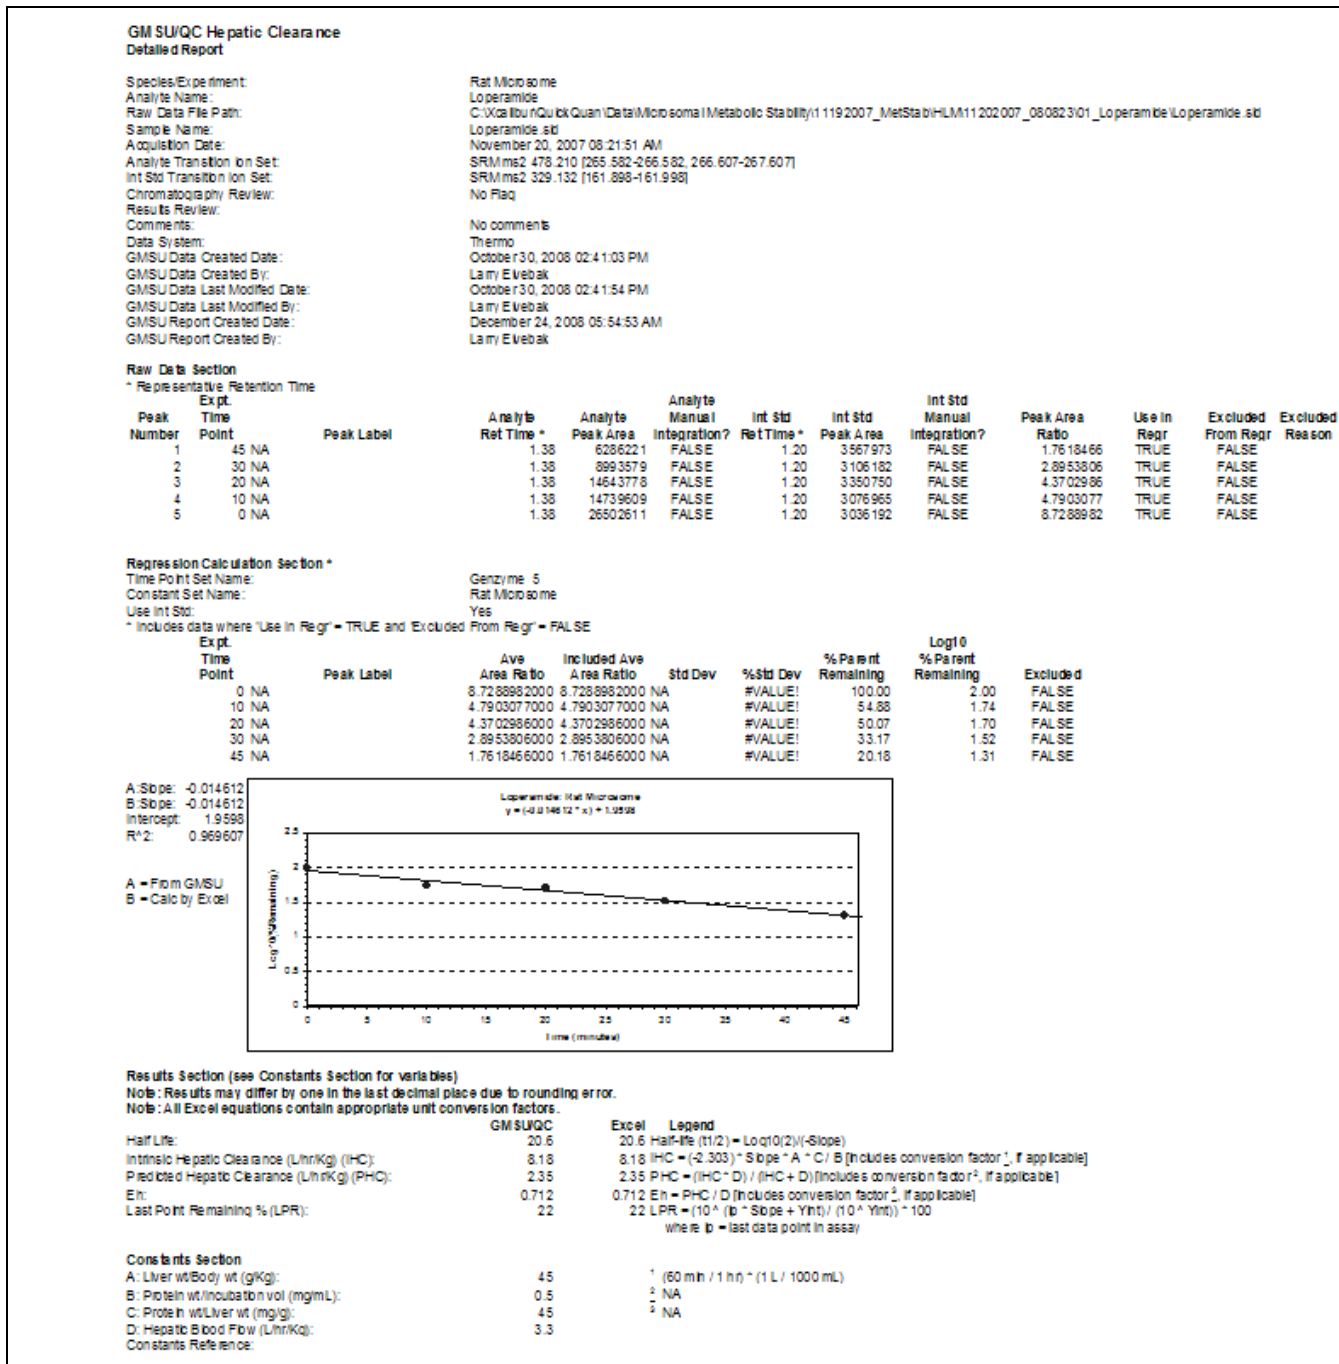 GMSU/QC Hepatic Clearance
Detailed Report
Species/Experiment: Rat Microsome
Analyte Name: Loperamide
Raw Data File Path: C:\Xcalibur\QuickQuan\Data\Microsomal Metabolic Stability\11192007_MetStab\HLM\11202007_080823\01_Loperamide\Loperamide.sld
Sample Name: Loperamide.sld
Acquisition Date: November 20, 2007 08:21:51 AM
Analyte Transition Ion Set: SRM ms2 478.210 [265.582-266.582, 266.607-267.607]
Int Std Transition Ion Set: SRM ms2 329.132 [161.898-161.998]
Chromatography Review: No Flag
Results Review:
Comments: No comments
Data System: Thermo
GMSU Data Created Date: October 30, 2008 02:41:03 PM
GMSU Data Created By: Larry Elvebak
GMSU Data Last Modified Date: October 30, 2008 02:41:54 PM
GMSU Data Last Modified By: Larry Elvebak
GMSU Report Created Date: December 24, 2008 05:54:53 AM
GMSU Report Created By: Larry Elvebak
Raw Data Section
* Representative Retention Time
Expt. Analyte Int Std
Peak Time Analyte Analyte Manual Int Std Int Std Manual Peak Area Use In Excluded Excluded
Number Point Peak Label Ret Time * Peak Area Integration? Ret Time * Peak Area Integration? Ratio Regr From Regr Reason
1 45 NA 1.38 6286221 FALSE 1.20 3567973 FALSE 1.7618466 TRUE FALSE
2 30 NA 1.38 8993579 FALSE 1.20 3106182 FALSE 2.8953806 TRUE FALSE
3 20 NA 1.38 14643778 FALSE 1.20 3350750 FALSE 4.3702986 TRUE FALSE
4 10 NA 1.38 14739609 FALSE 1.20 3076965 FALSE 4.7903077 TRUE FALSE
5 0 NA 1.38 26502611 FALSE 1.20 3036192 FALSE 8.7288982 TRUE FALSE
Regression Calculation Section *
Time Point Set Name: Genzyme 5
Constant Set Name: Rat Microsome
Use Int Std: Yes
* Includes data where 'Use In Regr' = TRUE and 'Excluded From Regr' = FALSE
Expt. Log10
Time Ave Included Ave % Parent % Parent
Point Peak Label Area Ratio Area Ratio Std Dev %Std Dev Remaining Remaining Excluded
0 NA 8.7288982000 8.7288982000 NA #VALUE! 100.00 2.00 FALSE
10 NA 4.7903077000 4.7903077000 NA #VALUE! 54.88 1.74 FALSE
20 NA 4.3702986000 4.3702986000 NA #VALUE! 50.07 1.70 FALSE
30 NA 2.8953806000 2.8953806000 NA #VALUE! 33.17 1.52 FALSE
45 NA 1.7618466000 1.7618466000 NA #VALUE! 20.18 1.31 FALSE
A:Slope: -0.014612
B:Slope: -0.014612
Intercept: 1.9598
R^2: 0.969607
A = From GMSU
B = Calc by Excel
Loperamide: Rat Microsome
y = (-0.014612 * x) + 1.9598
Log10(%Remaining)
2.5
2
1.5
1
0.5
0
0 5 10 15 20 25 30 35 40 45
Time (minutes)
Results Section (see Constants Section for variables)
Note: Results may differ by one in the last decimal place due to rounding error.
Note: All Excel equations contain appropriate unit conversion factors.
GMSU/QC Excel Legend
Half Life: 20.6 20.6 Half-life (t1/2) = Log10(2)/(-Slope)
Intrinsic Hepatic Clearance (L/hr/Kg) (IHC): 8.18 8.18 IHC = (-2.303) * Slope * A * C / B [includes conversion factor 1, if applicable]
Predicted Hepatic Clearance (L/hr/Kg) (PHC): 2.35 2.35 PHC = (IHC * D) / (IHC + D) [includes conversion factor 2, if applicable]
Eh: 0.712 0.712 Eh = PHC / D [includes conversion factor 3, if applicable]
Last Point Remaining % (LPR): 22 22 LPR = (10 ^ (lp * Slope + Yint) / (10 ^ Yint)) * 100
where lp = last data point in assay
Constants Section
A: Liver wt/Body wt (g/Kg): 45 1 (60 min / 1 hr) * (1 L / 1000 mL)
B: Protein wt/Incubation vol (mg/mL): 0.5 2 NA
C: Protein wt/Liver wt (mg/g): 45 3 NA
D: Hepatic Blood Flow (L/hr/Kg): 3.3
Constants Reference: